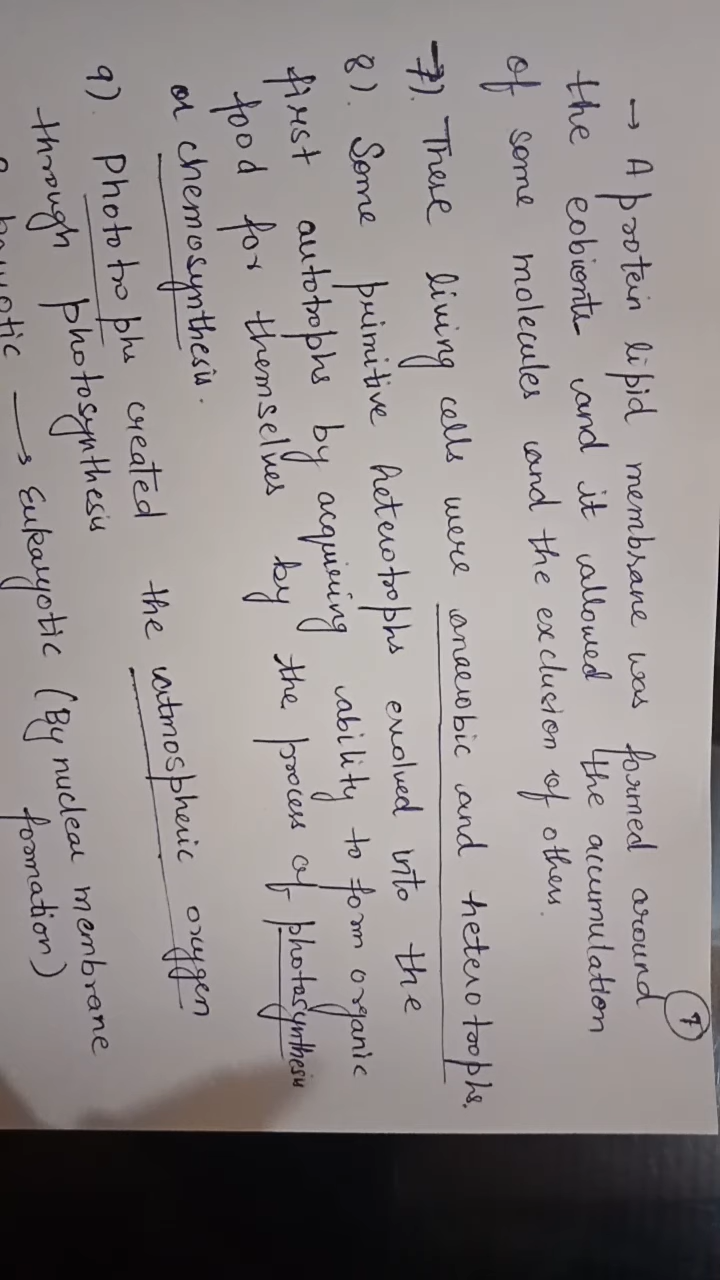 7
→ A protein lipid membrane was formed around
the eobionts and it allowed the accumulation
of some molecules and the exclusion of others.
7). These living cells were anaerobic and heterotrophs.
8). Some primitive heterotrophs evolved into the
first autotrophs by acquiring ability to form organic
food for themselves by the process of photosynthesis
or chemosynthesis.
9) Phototrophs created the atmospheric oxygen
through photosynthesis
→ Eukaryotic (By nuclear membrane
formation)